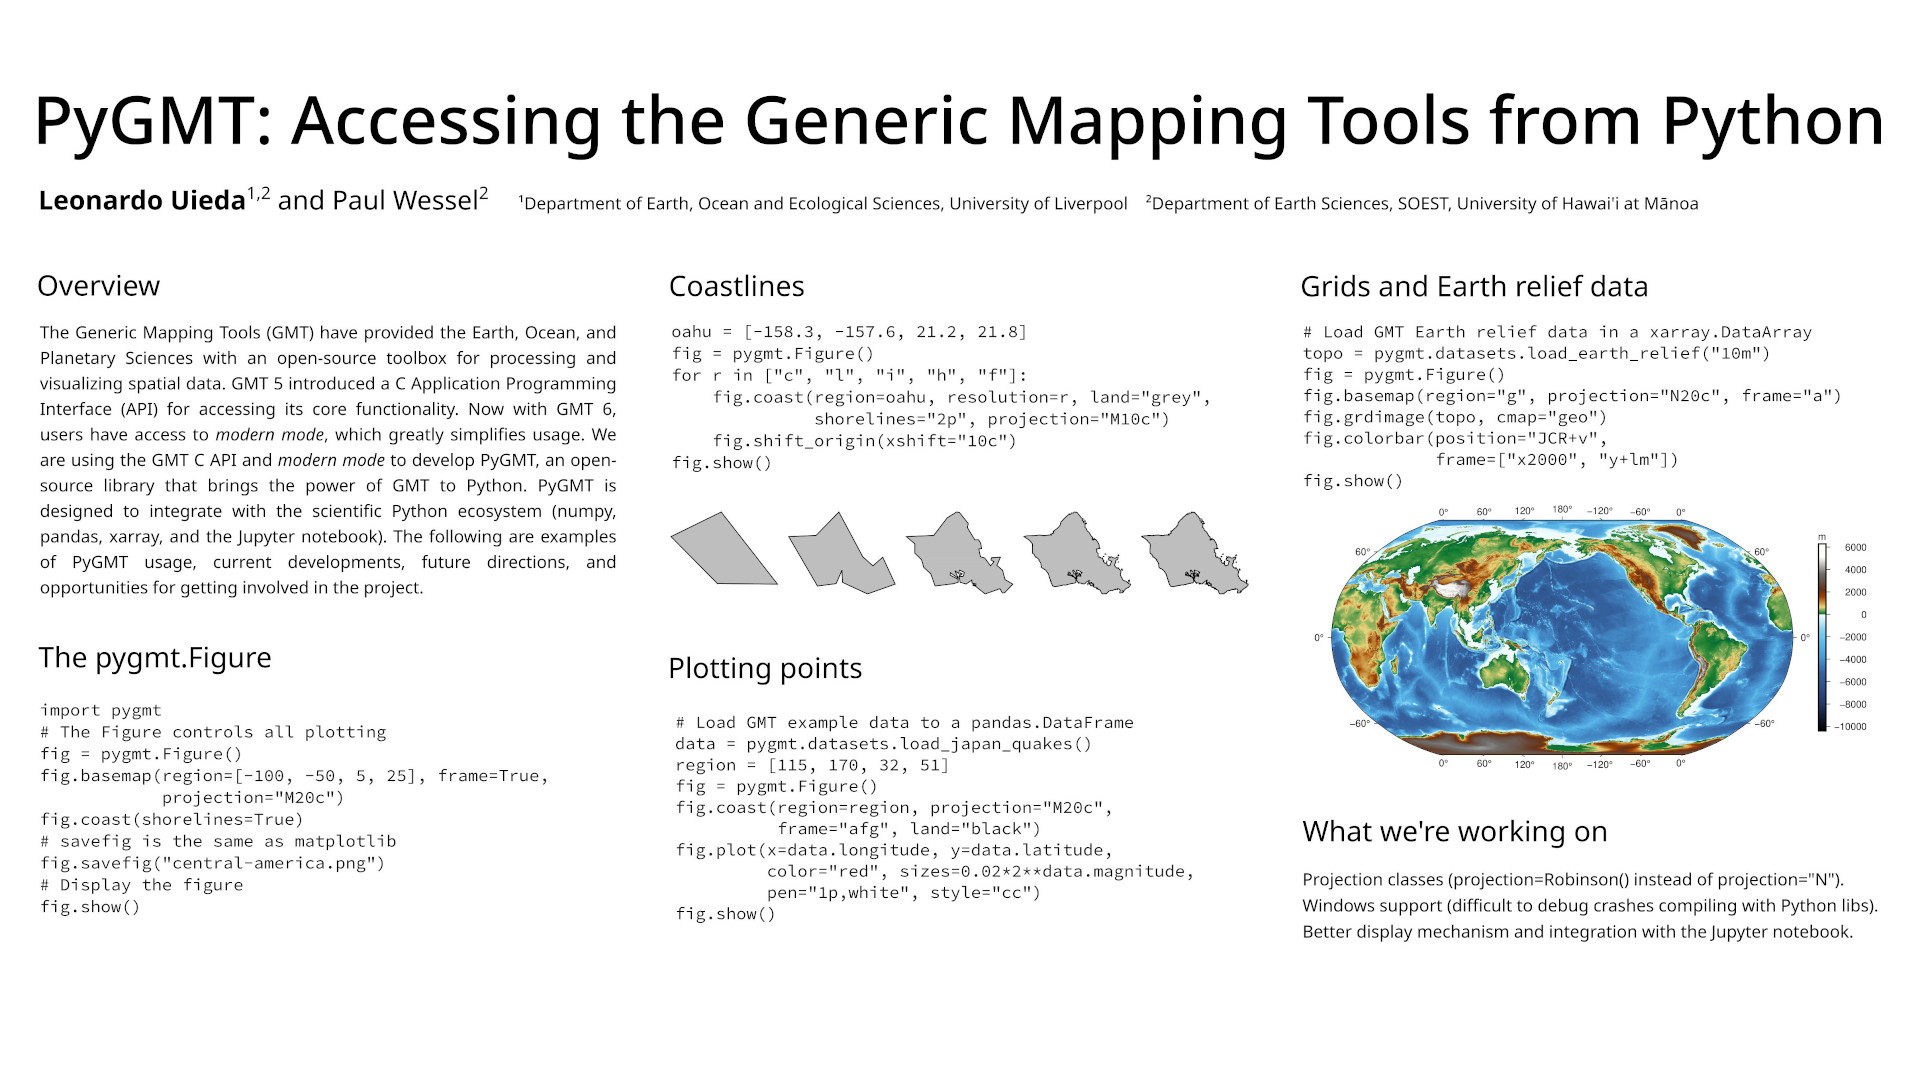 PyGMT: Accessing the Generic Mapping Tools from Python
Leonardo Uieda1,2 and Paul Wessel2 1Department of Earth, Ocean and Ecological Sciences, University of Liverpool 2Department of Earth Sciences, SOEST, University of Hawai'i at Mānoa
Overview
The Generic Mapping Tools (GMT) have provided the Earth, Ocean, and
Planetary Sciences with an open-source toolbox for processing and
visualizing spatial data. GMT 5 introduced a C Application Programming
Interface (API) for accessing its core functionality. Now with GMT 6,
users have access to modern mode, which greatly simplifies usage. We
are using the GMT C API and modern mode to develop PyGMT, an open-
source library that brings the power of GMT to Python. PyGMT is
designed to integrate with the scientific Python ecosystem (numpy,
pandas, xarray, and the Jupyter notebook). The following are examples
of PyGMT usage, current developments, future directions, and
opportunities for getting involved in the project.
The pygmt.Figure
import pygmt
# The Figure controls all plotting
fig = pygmt.Figure()
fig.basemap(region=[-100, -50, 5, 25], frame=True,
            projection="M20c")
fig.coast(shorelines=True)
# savefig is the same as matplotlib
fig.savefig("central-america.png")
# Display the figure
fig.show()
Coastlines
oahu = [-158.3, -157.6, 21.2, 21.8]
fig = pygmt.Figure()
for r in ["c", "l", "i", "h", "f"]:
    fig.coast(region=oahu, resolution=r, land="grey",
              shorelines="2p", projection="M10c")
    fig.shift_origin(xshift="10c")
fig.show()
Plotting points
# Load GMT example data to a pandas.DataFrame
data = pygmt.datasets.load_japan_quakes()
region = [115, 170, 32, 51]
fig = pygmt.Figure()
fig.coast(region=region, projection="M20c",
          frame="afg", land="black")
fig.plot(x=data.longitude, y=data.latitude,
         color="red", sizes=0.02*2**data.magnitude,
         pen="1p,white", style="cc")
fig.show()
Grids and Earth relief data
# Load GMT Earth relief data in a xarray.DataArray
topo = pygmt.datasets.load_earth_relief("10m")
fig = pygmt.Figure()
fig.basemap(region="g", projection="N20c", frame="a")
fig.grdimage(topo, cmap="geo")
fig.colorbar(position="JCR+v",
             frame=["x2000", "y+lm"])
fig.show()
0° 60° 120° 180° −120° −60° 0°
60° 60°
0° 0°
−60° −60°
0° 60° 120° 180° −120° −60° 0°
m
6000
4000
2000
0
−2000
−4000
−6000
−8000
−10000
What we're working on
Projection classes (projection=Robinson() instead of projection="N").
Windows support (difficult to debug crashes compiling with Python libs).
Better display mechanism and integration with the Jupyter notebook.